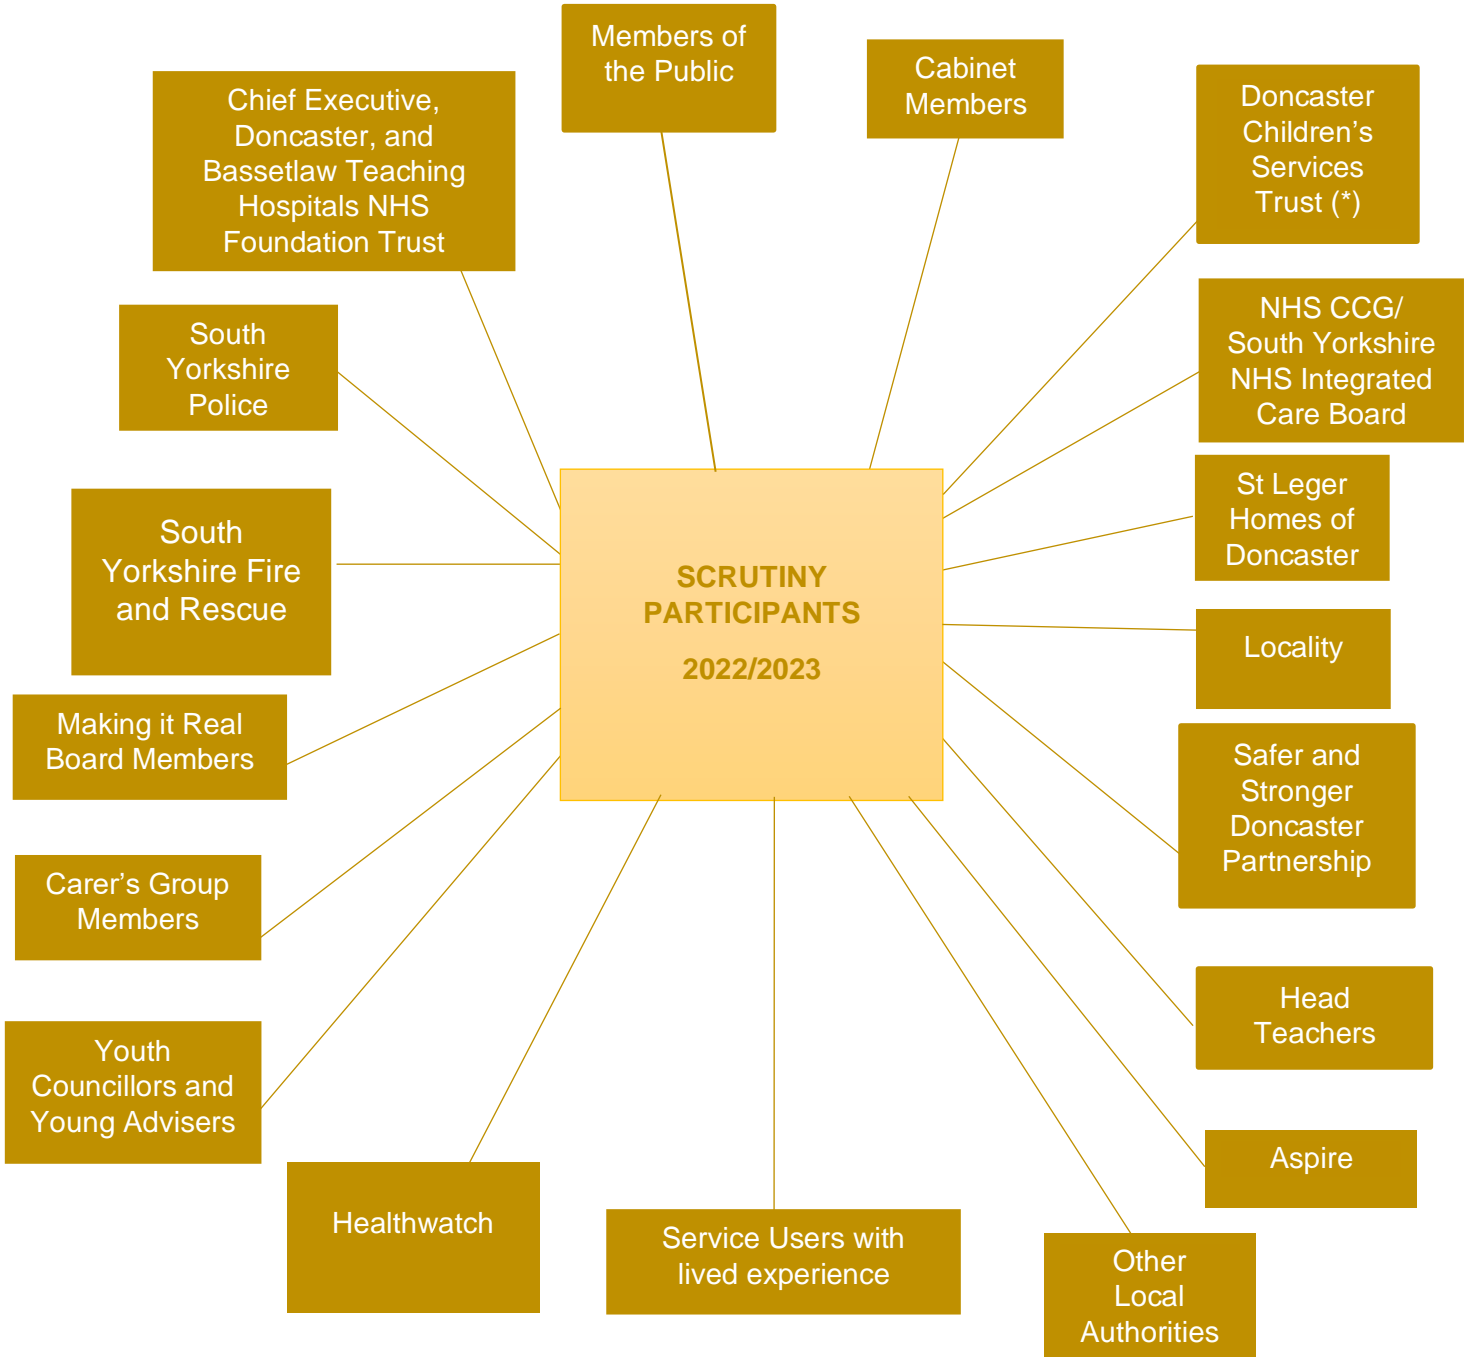 Members of
the Public
Cabinet
Members
Chief Executive,
Doncaster, and
Bassetlaw Teaching
Hospitals NHS
Foundation Trust
Doncaster
Children’s
Services
Trust (*)
South
Yorkshire
Police
NHS CCG/
South Yorkshire
NHS Integrated
Care Board
St Leger
Homes of
Doncaster
South
Yorkshire Fire
and Rescue
SCRUTINY
PARTICIPANTS
2022/2023
Locality
Making it Real
Board Members
Safer and
Stronger
Doncaster
Partnership
Carer’s Group
Members
Head
Teachers
Youth
Councillors and
Young Advisers
Aspire
Healthwatch
Service Users with
lived experience
Other
Local
Authorities